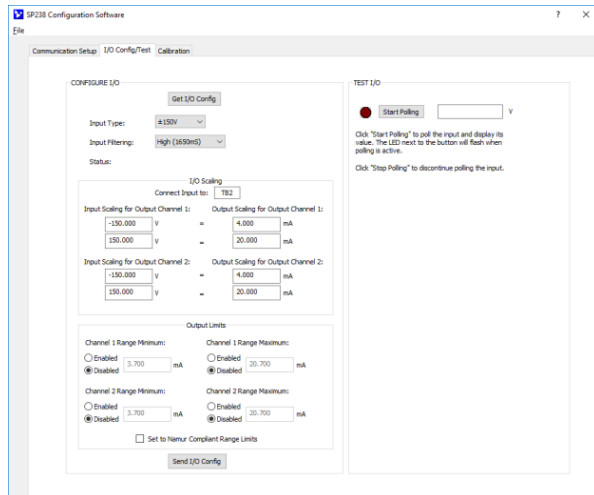 SP238 Configuration Software
File
Communication Setup I/O Config/Test Calibration
CONFIGURE I/O
Get I/O Config
Input Type: ±150V
Input Filtering: High (1650mS)
Status:
I/O Scaling
Connect Input to: TB2
Input Scaling for Output Channel 1: Output Scaling for Output Channel 1:
-150.000 V = 4.000 mA
150.000 V = 20.000 mA
Input Scaling for Output Channel 2: Output Scaling for Output Channel 2:
-150.000 V = 4.000 mA
150.000 V = 20.000 mA
Output Limits
Channel 1 Range Minimum: Channel 1 Range Maximum:
Enabled Enabled
Disabled 3.700 mA Disabled 20.700 mA
Channel 2 Range Minimum: Channel 2 Range Maximum:
Enabled Enabled
Disabled 3.700 mA Disabled 20.700 mA
Set to Namur Compliant Range Limits
Send I/O Config
TEST I/O
Start Polling V
Click "Start Polling" to poll the input and display its
value. The LED next to the button will flash when
polling is active.
Click "Stop Polling" to discontinue polling the input.